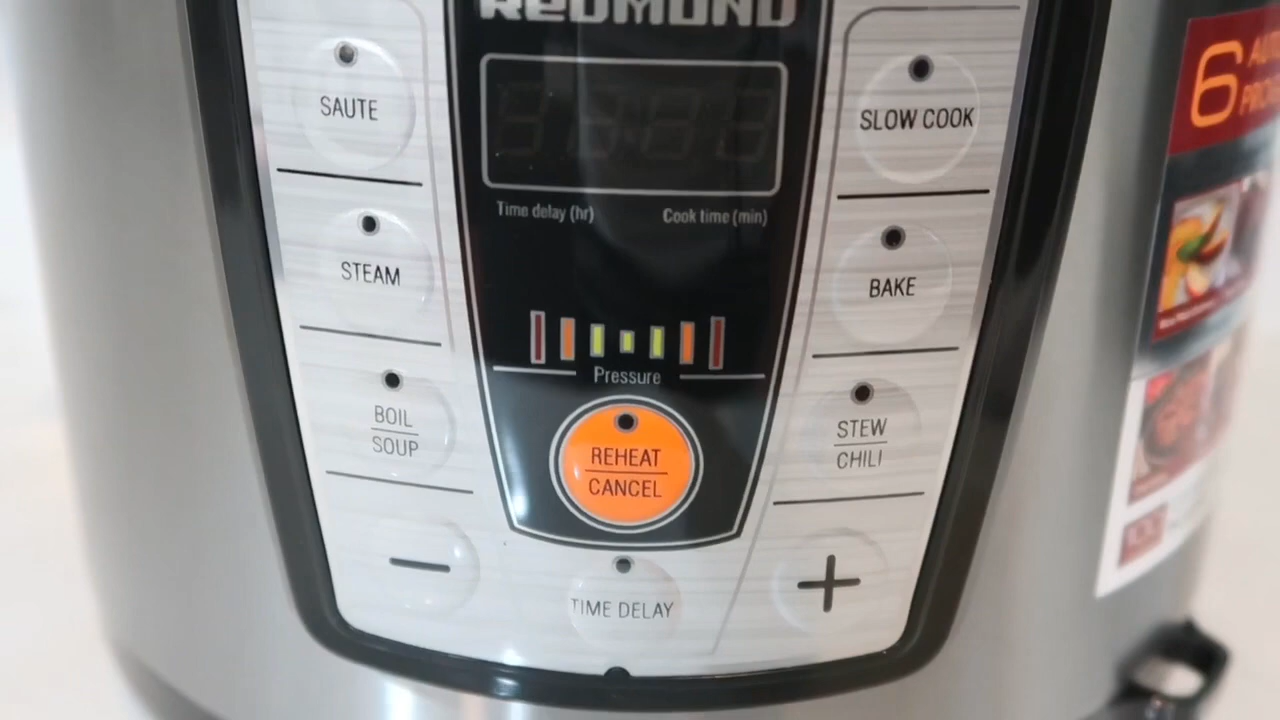 REDMOND
SAUTE
SLOW COOK
Time delay (hr)
Cook time (min)
STEAM
BAKE
Pressure
BOIL
SOUP
STEW
CHILI
REHEAT
CANCEL
−
TIME DELAY
+
6